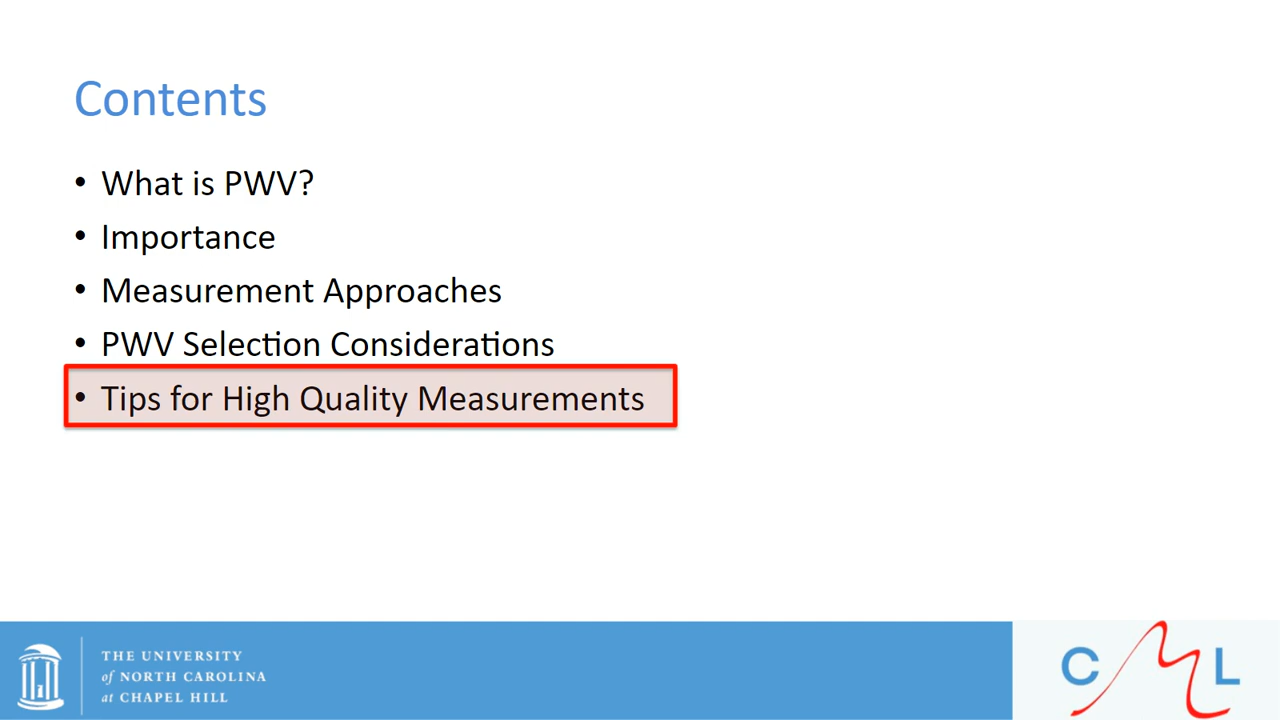 Contents
• What is PWV?
• Importance
• Measurement Approaches
• PWV Selection Considerations
• Tips for High Quality Measurements
THE UNIVERSITY
of NORTH CAROLINA
at CHAPEL HILL
CML